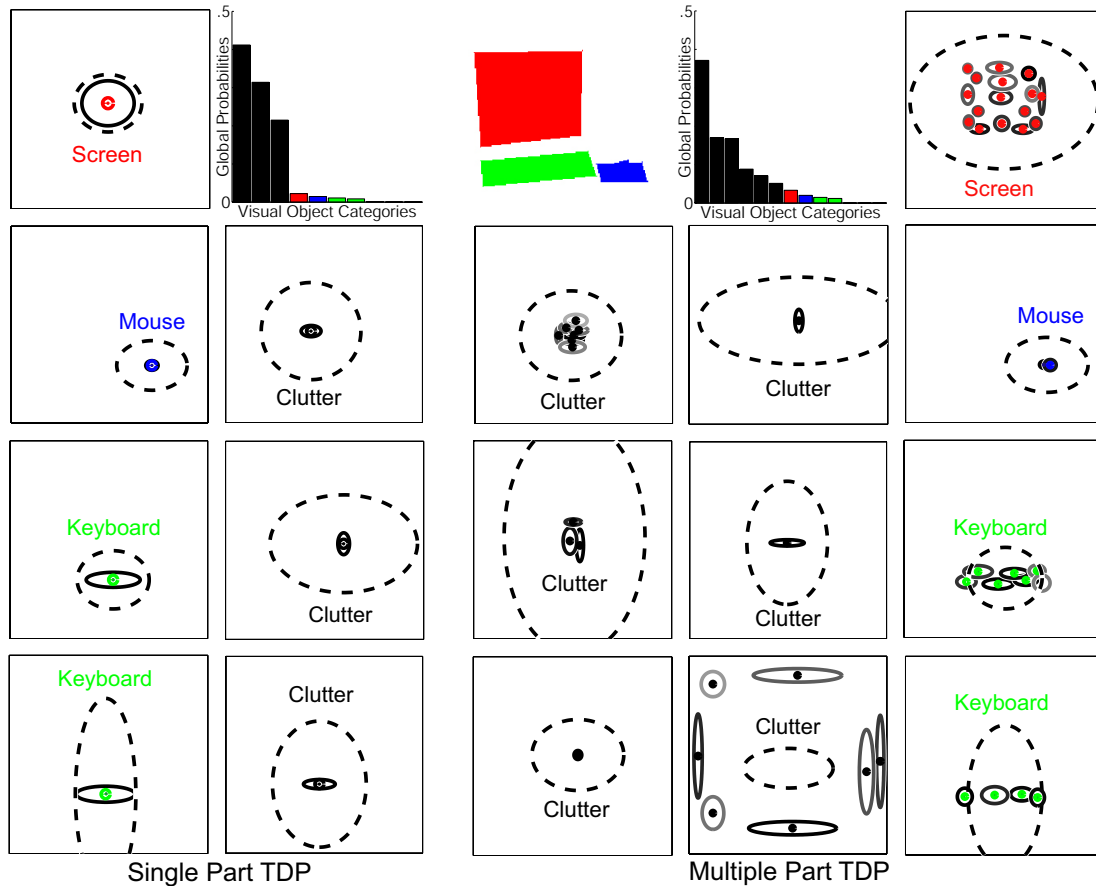 .5
Global Probabilities
0
Visual Object Categories
.5
Global Probabilities
0
Visual Object Categories
Screen
Screen
Mouse
Clutter
Clutter
Clutter
Mouse
Keyboard
Clutter
Clutter
Clutter
Keyboard
Keyboard
Clutter
Clutter
Clutter
Keyboard
Single Part TDP
Multiple Part TDP